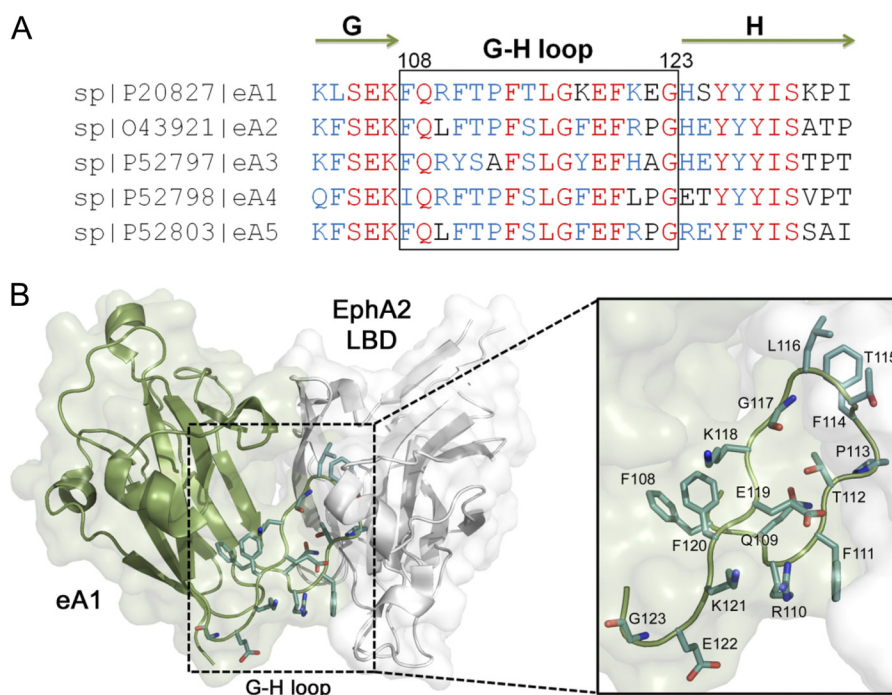 A
G
G-H loop
H
108
123
sp|P20827|eA1 KLSEKFQRFTPFTLGKEFKEGHSYYYISKPI
sp|O43921|eA2 KFSEKFQLFTPFSLGFEFRPGHEYYYISATP
sp|P52797|eA3 KFSEKFQRYSAFSLGYEFHAGHEYYYISTPT
sp|P52798|eA4 QFSEKIQRFTPFSLGFEFLPGETYYYISVPT
sp|P52803|eA5 KFSEKFQLFTPFSLGFEFRPGREYFYISSAI
B
EphA2
LBD
eA1
G-H loop
L116
T115
G117
F114
K118
P113
F108
E119
T112
F120
Q109
F111
K121
R110
G123
E122